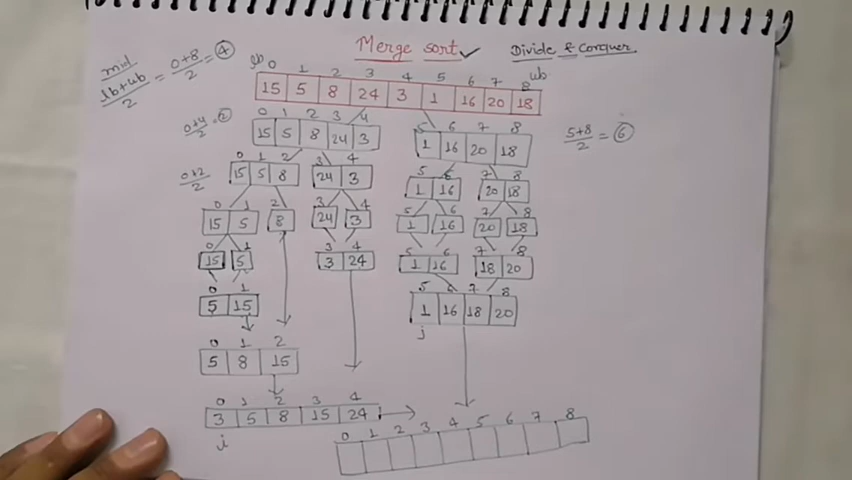 Merge sort ✓ Divide & Conquer
mid
lb+ub/2 = 0+8/2 = 4
lb ub
0 1 2 3 4 5 6 7 8
15 5 8 24 3 1 16 20 18
0+4/2 = 2
0 1 2 3 4
15 5 8 24 3
5 6 7 8
1 16 20 18
5+8/2 = 6
0+2/2
0 1 2
15 5 8
3 4
24 3
5 6
1 16
7 8
20 18
0 1
15 5
2
8
3
24
4
3
5
1
6
16
7
20
8
18
0
15
1
5
3 4
3 24
5 6
1 16
7 8
18 20
0 1
5 15
5 6 7 8
1 16 18 20
j
0 1 2
5 8 15
0 1 2 3 4
3 5 8 15 24
i
0 1 2 3 4 5 6 7 8